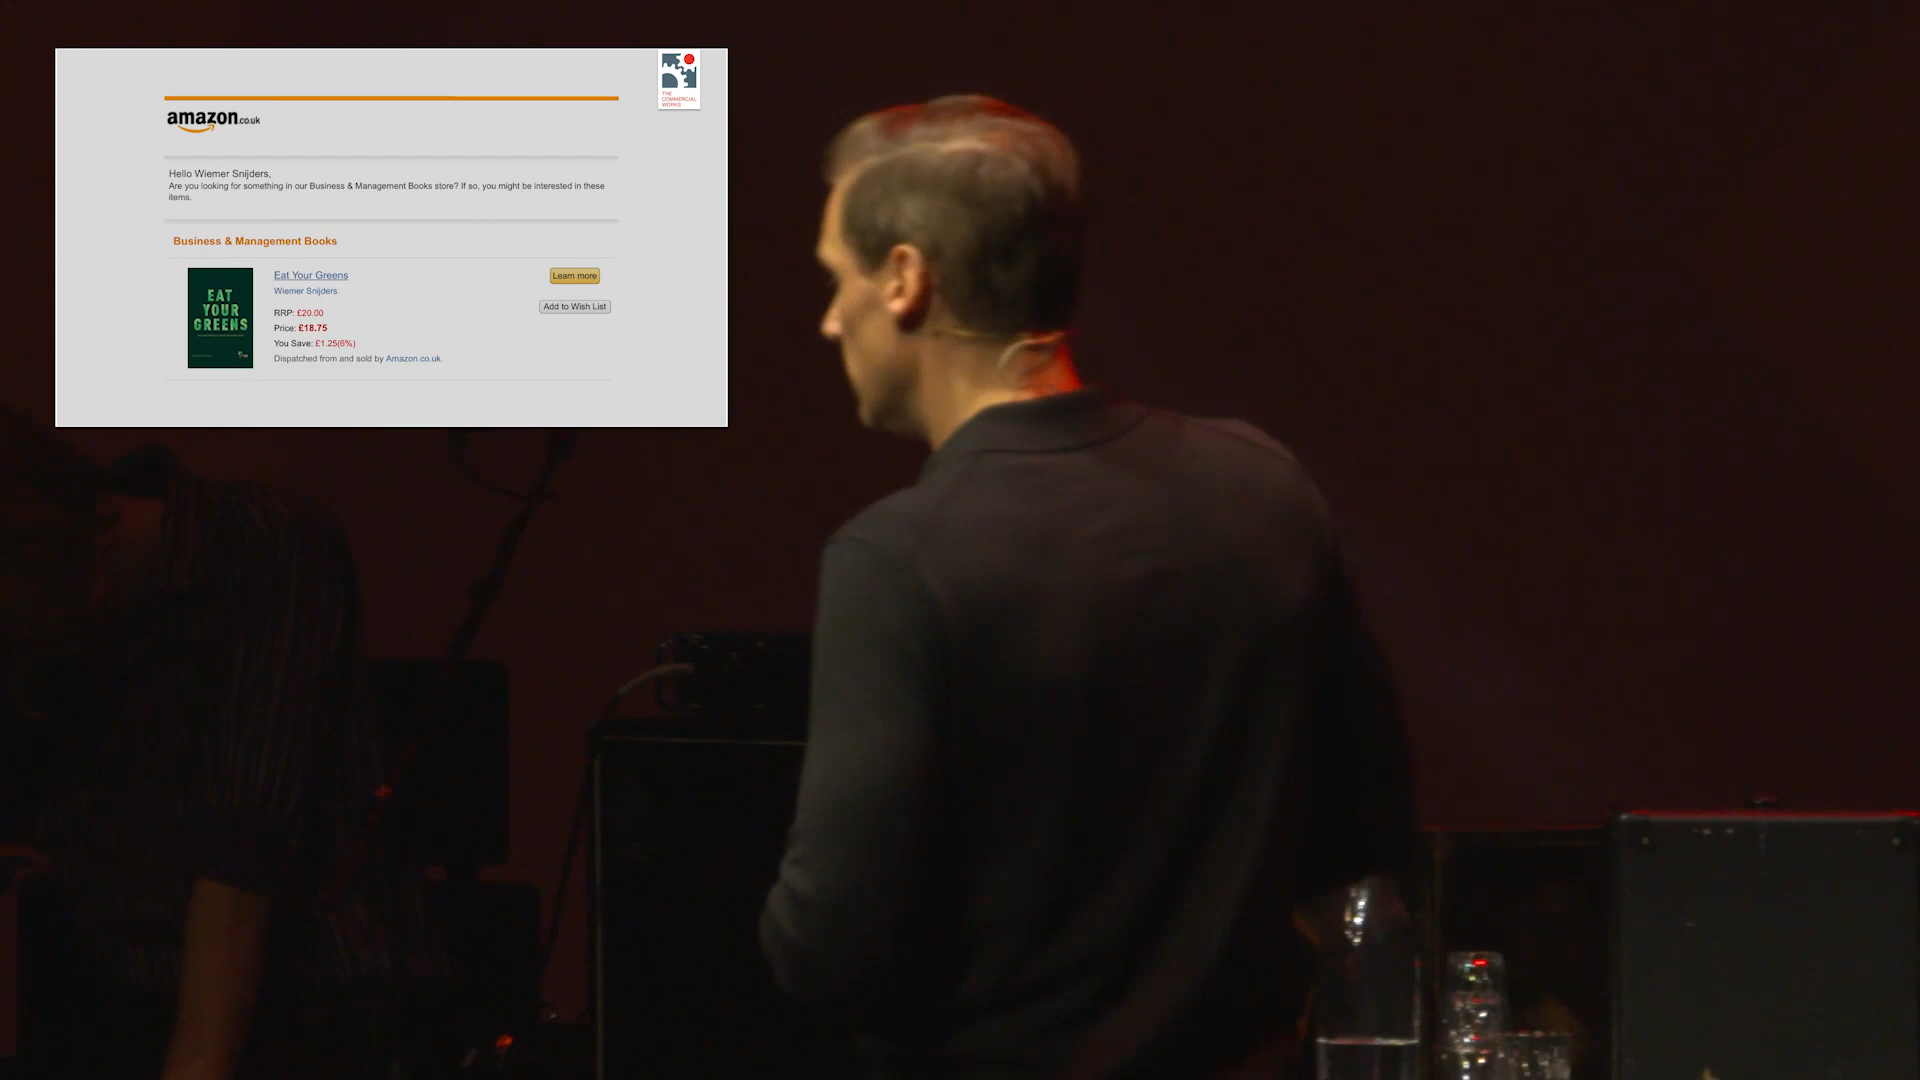 THE
COMMERCIAL
WORKS
amazon.co.uk
Hello Wiemer Snijders,
Are you looking for something in our Business & Management Books store? If so, you might be interested in these
items.
Business & Management Books
EAT
YOUR
GREENS
Eat Your Greens
Wiemer Snijders
RRP: £20.00
Price: £18.75
You Save: £1.25(6%)
Dispatched from and sold by Amazon.co.uk.
Learn more
Add to Wish List